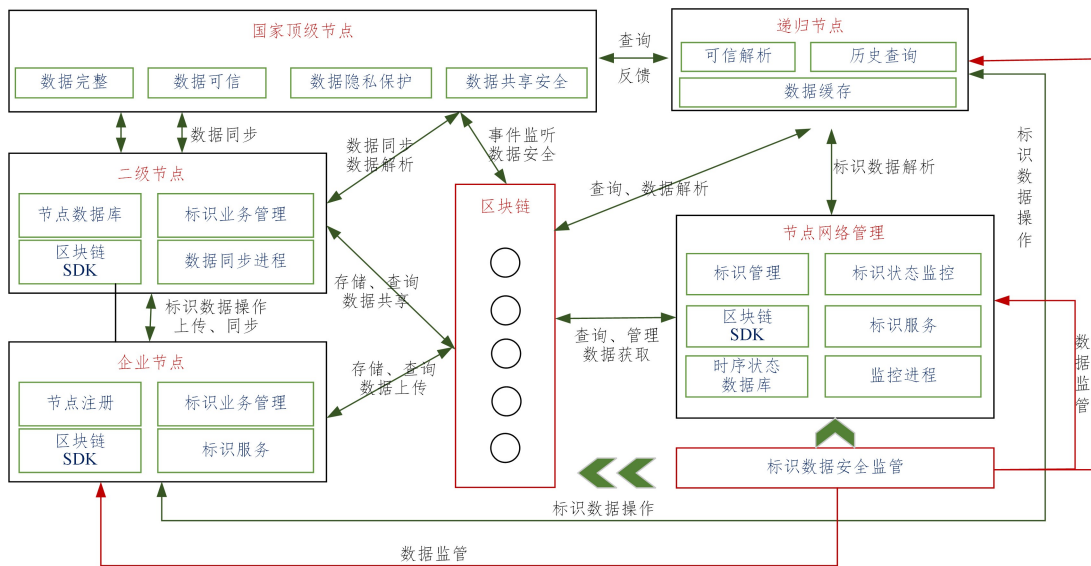 国家顶级节点
数据完整
数据可信
数据隐私保护
数据共享安全
查询
反馈
递归节点
可信解析
历史查询
数据缓存
数据同步
数据同步
数据解析
事件监听
数据安全
查询、数据解析
标识数据解析
标识数据操作
二级节点
节点数据库
标识业务管理
区块链
SDK
数据同步进程
区块链
节点网络管理
标识管理
标识状态监控
区块链
SDK
标识服务
时序状态
数据库
监控进程
存储、查询
数据共享
标识数据操作
上传、同步
查询、管理
数据获取
数据监管
企业节点
节点注册
标识业务管理
区块链
SDK
标识服务
存储、查询
数据上传
标识数据安全监管
标识数据操作
数据监管